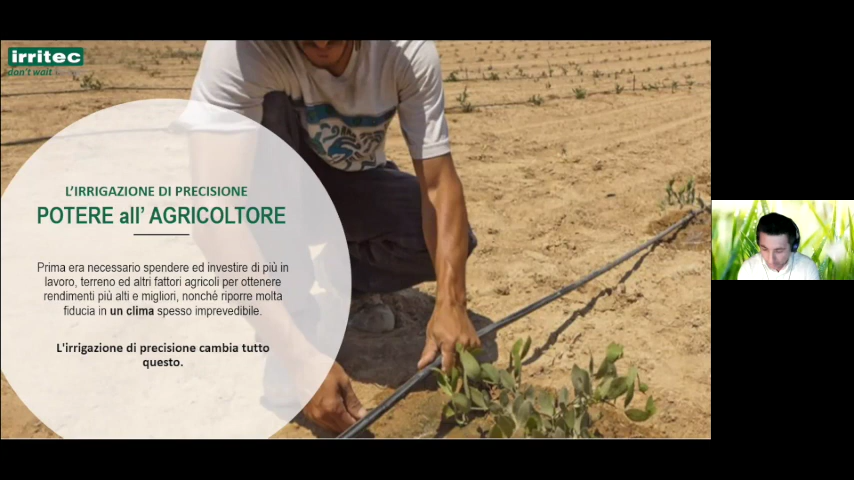 irritec
don't wait
L'IRRIGAZIONE DI PRECISIONE
POTERE all' AGRICOLTORE
Prima era necessario spendere ed investire di più in
lavoro, terreno ed altri fattori agricoli per ottenere
rendimenti più alti e migliori, nonchè riporre molta
fiducia in un clima spesso imprevedibile.
L'irrigazione di precisione cambia tutto
questo.